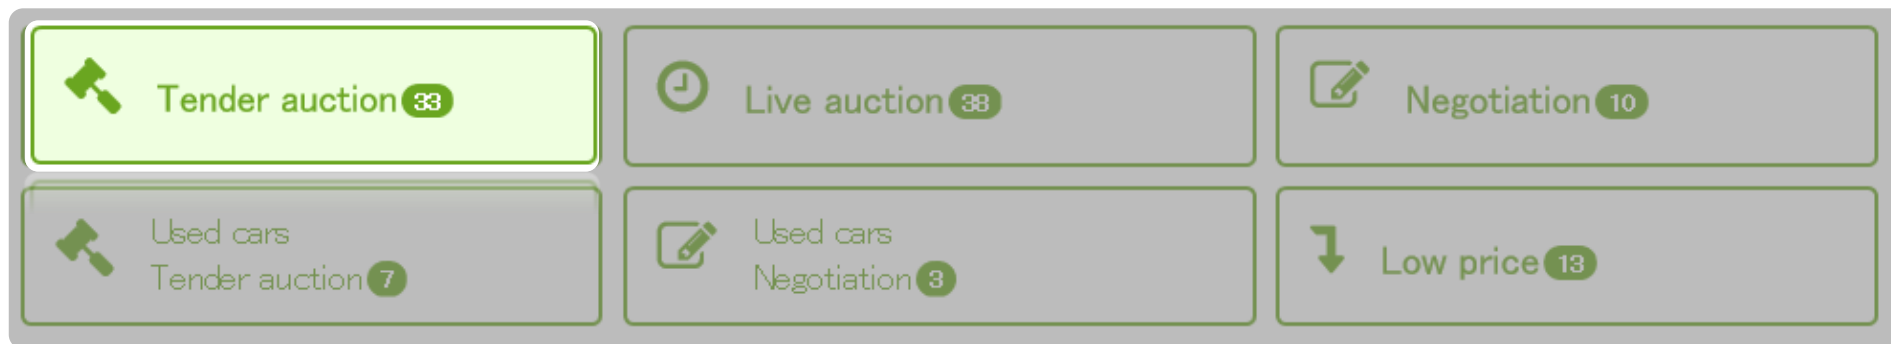 Tender auction 33
Live auction 38
Negotiation 10
Used cars
Tender auction 7
Used cars
Negotiation 3
Low price 13